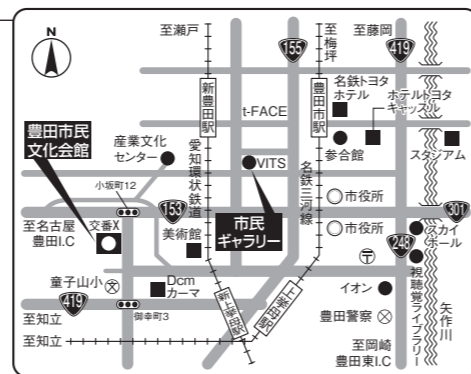 N
至瀬戸
155
至梅坪
至藤岡
419
新豊田駅
豊田市駅
名鉄トヨタ
ホテル
ホテルトヨタ
キャッスル
t-FACE
豊田市民
文化会館
産業文化
センター
愛知環状鉄道
VITS
名鉄三河線
参合館
スタジアム
小坂町12
153
市役所
301
至名古屋
豊田I.C
交番X
美術館
市民
ギャラリー
市役所
248
スカイ
ホール
〒
童子山小
文
Dcm
カーマ
イオン
視聴覚ライブラリー
矢作川
419
至知立
御幸町3
新上挙母駅
上挙母駅
豊田警察
至知立
至岡崎
豊田東I.C